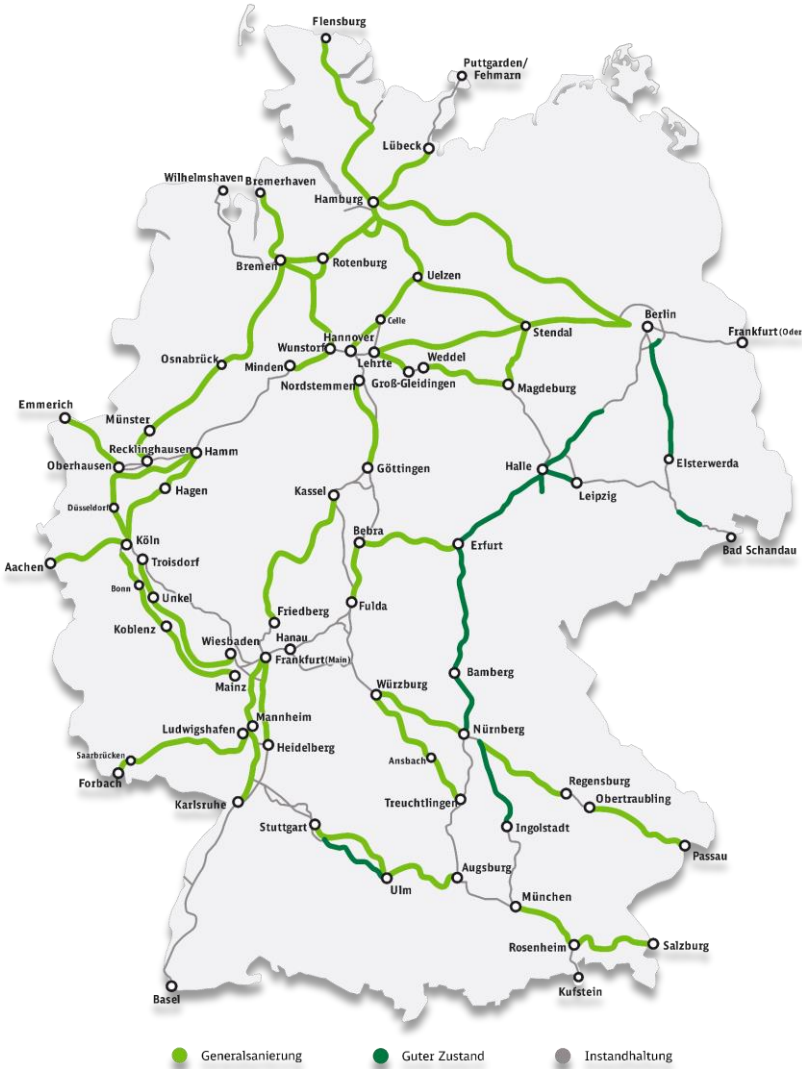 Flensburg
Puttgarden/
Fehmarn
Lübeck
Wilhelmshaven
Bremerhaven
Hamburg
Bremen
Rotenburg
Uelzen
Celle
Berlin
Frankfurt (Oder
Stendal
Hannover
Wunstorf
Lehrte
Weddel
Minden
Osnabrück
Nordstemmen
Groß-Gleidingen
Magdeburg
Emmerich
Münster
Recklinghausen
Hamm
Oberhausen
Göttingen
Halle
Elsterwerda
Hagen
Kassel
Leipzig
Düsseldorf
Köln
Bebra
Erfurt
Bad Schandau
Aachen
Troisdorf
Bonn
Unkel
Fulda
Koblenz
Friedberg
Wiesbaden
Hanau
Frankfurt (Main)
Mainz
Bamberg
Würzburg
Mannheim
Ludwigshafen
Nürnberg
Heidelberg
Saarbrücken
Ansbach
Forbach
Regensburg
Karlsruhe
Treuchtlingen
Obertraubling
Stuttgart
Ingolstadt
Passau
Augsburg
Ulm
München
Rosenheim
Salzburg
Basel
Kufstein
Generalsanierung
Guter Zustand
Instandhaltung